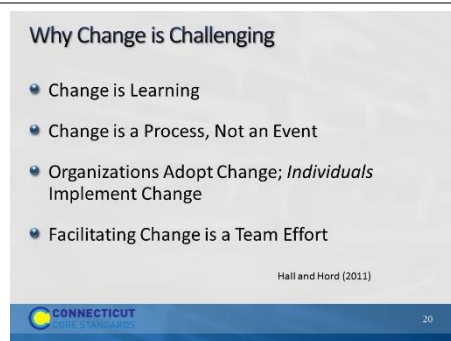 Why Change is Challenging
Change is Learning
Change is a Process, Not an Event
Organizations Adopt Change; Individuals
Implement Change
Facilitating Change is a Team Effort
Hall and Hord (2011)
CONNECTICUT
CORE STANDARDS
20